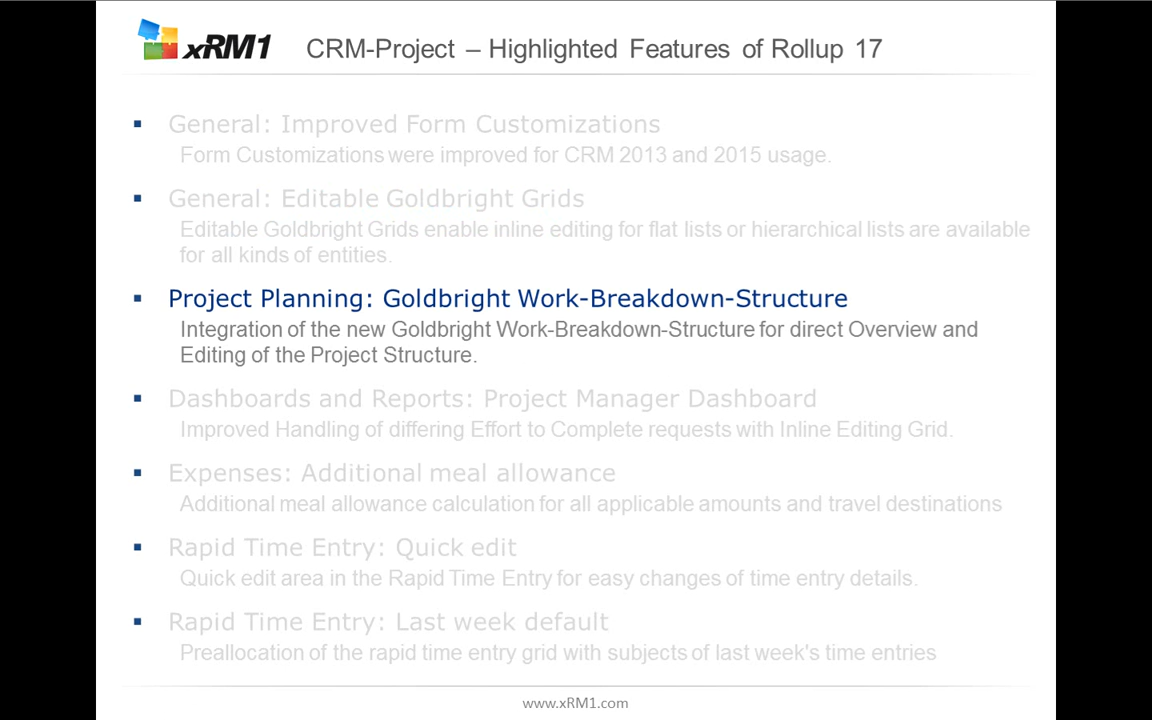 xRM1
CRM-Project – Highlighted Features of Rollup 17
▪ General: Improved Form Customizations
Form Customizations were improved for CRM 2013 and 2015 usage.
▪ General: Editable Goldbright Grids
Editable Goldbright Grids enable inline editing for flat lists or hierarchical lists are available
for all kinds of entities.
▪ Project Planning: Goldbright Work-Breakdown-Structure
Integration of the new Goldbright Work-Breakdown-Structure for direct Overview and
Editing of the Project Structure.
▪ Dashboards and Reports: Project Manager Dashboard
Improved Handling of differing Effort to Complete requests with Inline Editing Grid.
▪ Expenses: Additional meal allowance
Additional meal allowance calculation for all applicable amounts and travel destinations
▪ Rapid Time Entry: Quick edit
Quick edit area in the Rapid Time Entry for easy changes of time entry details.
▪ Rapid Time Entry: Last week default
Preallocation of the rapid time entry grid with subjects of last week's time entries
www.xRM1.com